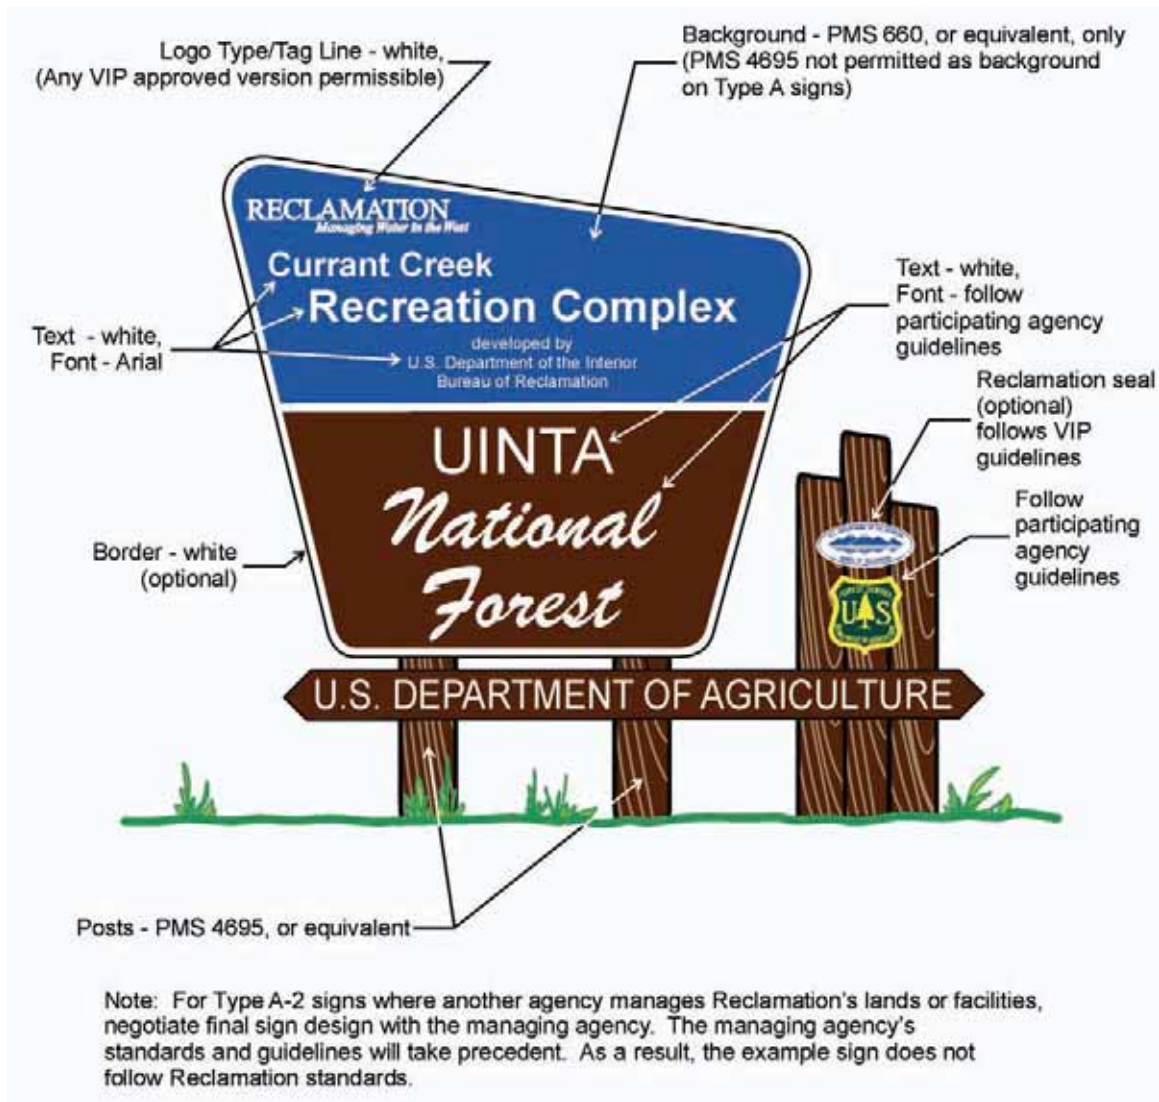 Logo Type/Tag Line - white,
(Any VIP approved version permissible)
Background - PMS 660, or equivalent, only
(PMS 4695 not permitted as background
on Type A signs)
RECLAMATION
Managing Water in the West
Currant Creek
Recreation Complex
developed by
U.S. Department of the Interior
Bureau of Reclamation
Text - white,
Font - Arial
Text - white,
Font - follow
participating agency
guidelines
UINTA
National
Forest
Reclamation seal
(optional)
follows VIP
guidelines
Follow
participating
agency
guidelines
Border - white
(optional)
U S
U.S. DEPARTMENT OF AGRICULTURE
Posts - PMS 4695, or equivalent
Note: For Type A-2 signs where another agency manages Reclamation's lands or facilities,
negotiate final sign design with the managing agency. The managing agency's
standards and guidelines will take precedent. As a result, the example sign does not
follow Reclamation standards.